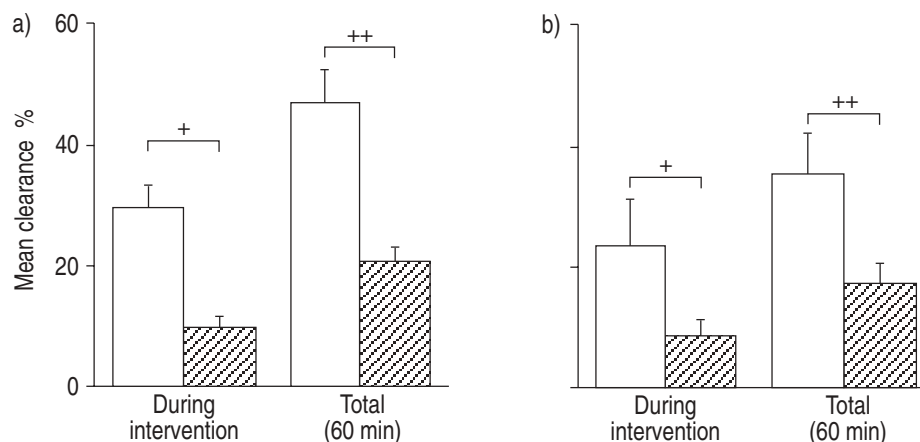 a)
60
40
20
0
Mean clearance %
+
++
During
intervention
Total
(60 min)
b)
+
++
During
intervention
Total
(60 min)